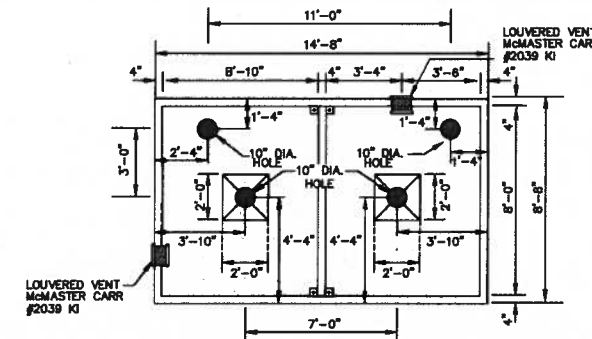 11'-0"
14'-8"
LOUVERED VENT
McMASTER CARR
#2039 KI
4" 6'-10" 4" 3'-4" 3'-6" 4"
1'-4" 1'-4" 4"
10" DIA.
HOLE
10" DIA.
HOLE
10" DIA.
HOLE
3'-0" 2'-4" 1'-4"
2'-0" 2'-0" 8'-0" 8'-8"
3'-10" 4'-4" 4'-4" 3'-10"
2'-0" 2'-0"
LOUVERED VENT
McMASTER CARR
#2039 KI
7'-0" 4"